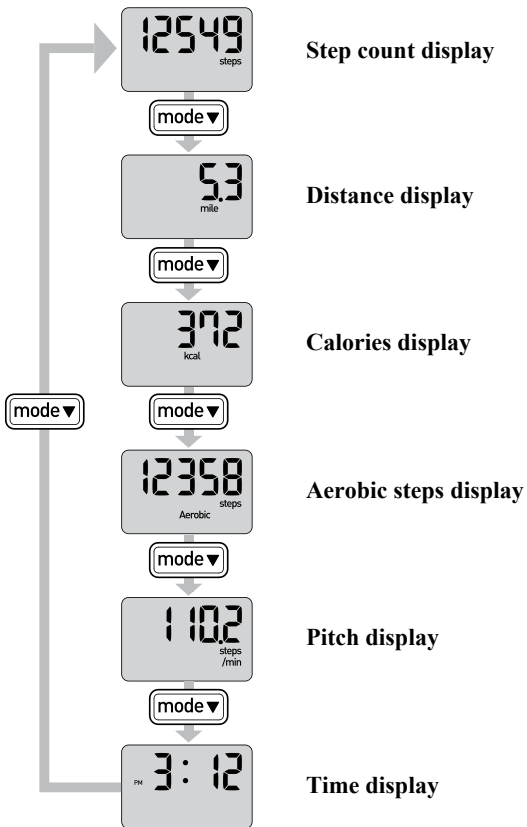 12549
steps
Step count display
mode▼
5.3
mile
Distance display
mode▼
372
kcal
Calories display
mode▼
mode▼
12358
steps
Aerobic
Aerobic steps display
mode▼
110.2
steps
/min
Pitch display
mode▼
PM 3:12
Time display